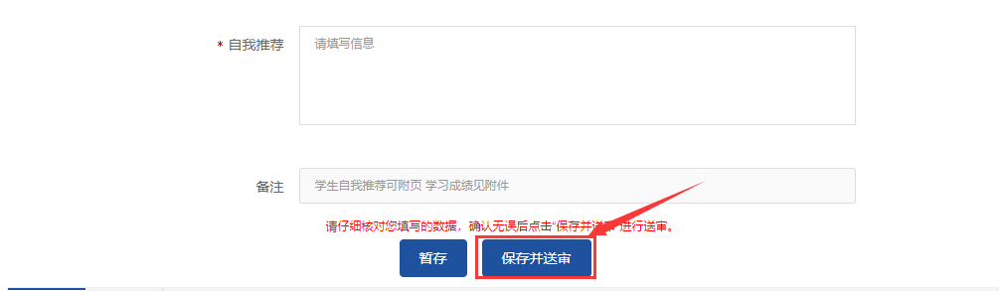 * 自我推荐
请填写信息
备注
学生自我推荐可附页 学习成绩见附件
请仔细核对您填写的数据，确认无课后点击“保存并送审”进行送审。
暂存
保存并送审